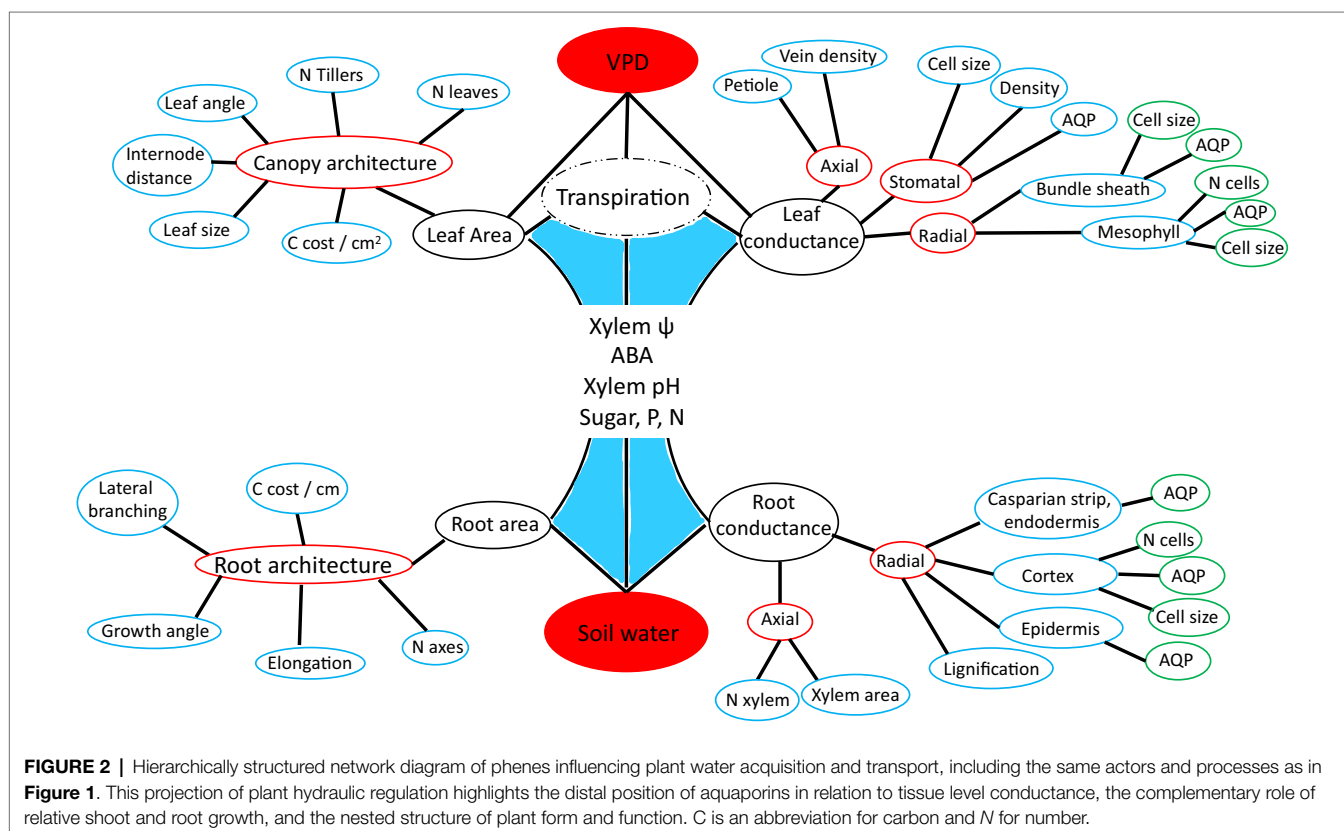 VPD
N Tillers
N leaves
Leaf angle
Internode
distance
Canopy architecture
Leaf size
C cost / cm²
Leaf Area
Transpiration
Vein density
Petiole
Axial
Cell size
Density
AQP
Stomatal
Leaf
conductance
Radial
Bundle sheath
Cell size
AQP
Mesophyll
N cells
AQP
Cell size
Xylem ψ
ABA
Xylem pH
Sugar, P, N
Lateral
branching
C cost / cm
Root area
Root architecture
Growth angle
Elongation
N axes
Soil water
Root
conductance
Axial
N xylem
Xylem area
Radial
Casparian strip,
endodermis
AQP
Cortex
N cells
AQP
Cell size
Epidermis
AQP
Lignification
FIGURE 2 | Hierarchically structured network diagram of phenes influencing plant water acquisition and transport, including the same actors and processes as in
Figure 1. This projection of plant hydraulic regulation highlights the distal position of aquaporins in relation to tissue level conductance, the complementary role of
relative shoot and root growth, and the nested structure of plant form and function. C is an abbreviation for carbon and N for number.